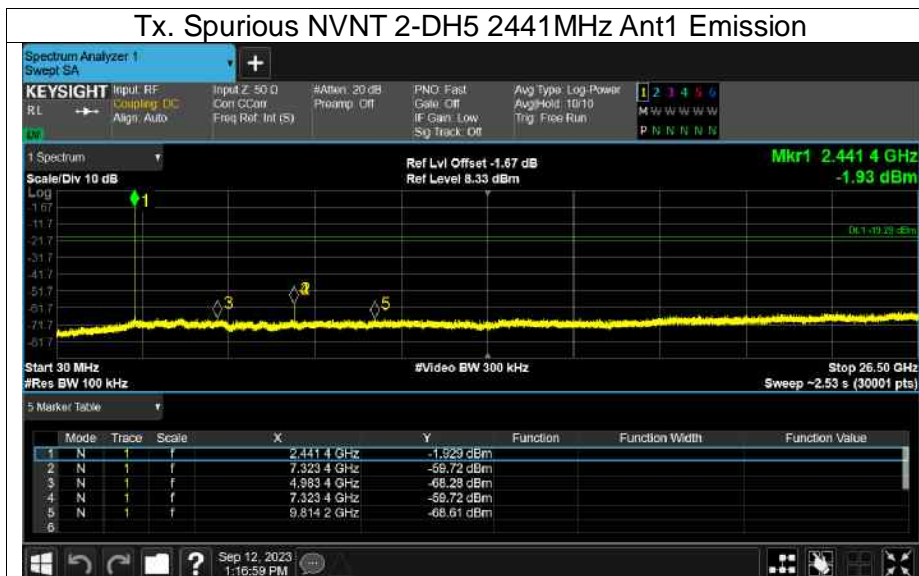 Tx. Spurious NVNT 2-DH5 2441MHz Ant1 Emission
Spectrum Analyzer 1
Swept SA
KEYSIGHT Input: RF Input Z: 50 Ω #Atten: 20 dB PNO: Fast Avg Type: Log-Power 1 2 3 4 5 6
RL Coupling: DC Corr CCorr Preamp: Off Gate: Off Avg|Hold: 10/10 M W W W W W
Align: Auto Freq Ref: Int (S) IF Gain: Low Trig: Free Run
Sig Track: Off P N N N N N
1 Spectrum Ref Lvl Offset -1.67 dB Mkr1 2.441 4 GHz
Scale/Div 10 dB Ref Level 8.33 dBm -1.93 dBm
Log
-1.67
-11.7
-21.7
-31.7
-41.7
-51.7
-61.7
-71.7
-81.7
1
DL1 -19.29 dBm
3
5
Start 30 MHz #Video BW 300 kHz Stop 26.50 GHz
#Res BW 100 kHz Sweep ~2.53 s (30001 pts)
5 Marker Table
Mode Trace Scale X Y Function Function Width Function Value
1 N 1 f 2.441 4 GHz -1.929 dBm
2 N 1 f 7.323 4 GHz -59.72 dBm
3 N 1 f 4.983 4 GHz -68.28 dBm
4 N 1 f 7.323 4 GHz -59.72 dBm
5 N 1 f 9.814 2 GHz -68.61 dBm
6
? Sep 12, 2023
1:16:59 PM